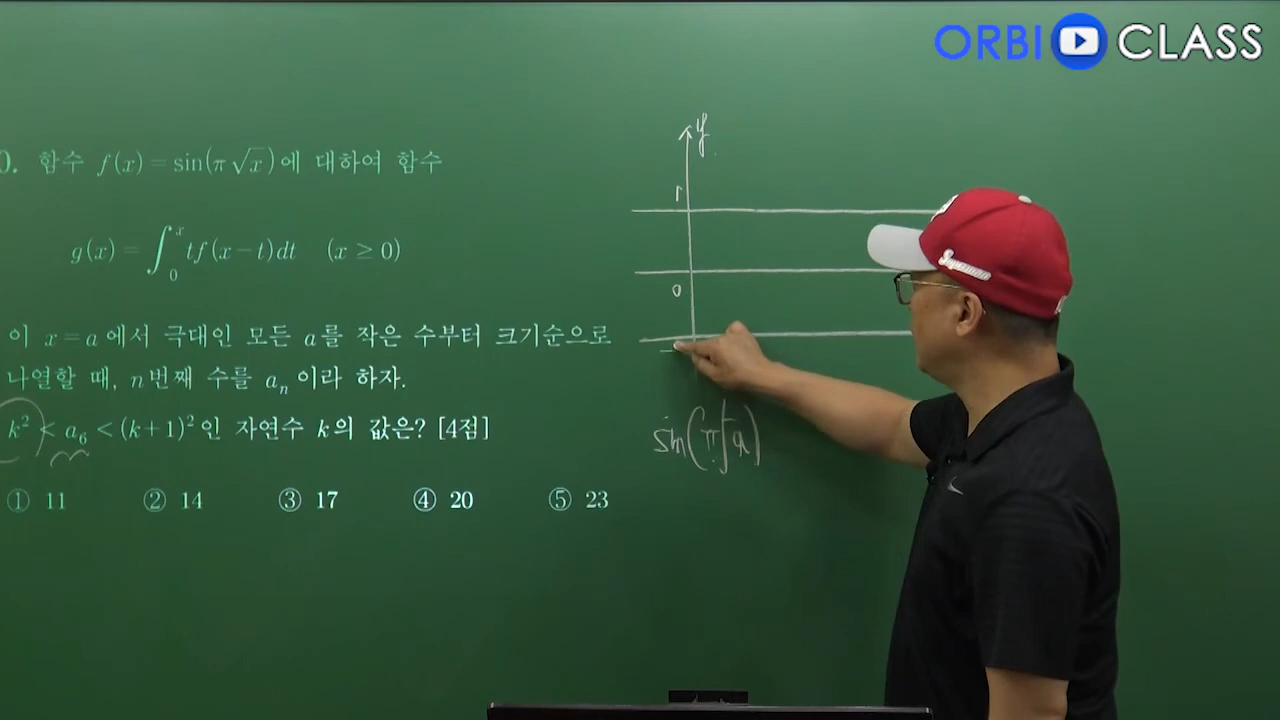 ORBI CLASS
0. 함수 f(x)=sin(π√x)에 대하여 함수
g(x)=∫₀ˣ tf(x-t)dt (x≥0)
이 x=a에서 극대인 모든 a를 작은 수부터 크기순으로
나열할 때, n번째 수를 aₙ이라 하자.
k²<a₆<(k+1)²인 자연수 k의 값은? [4점]
① 11 ② 14 ③ 17 ④ 20 ⑤ 23
y
1
0
sin(π√x)